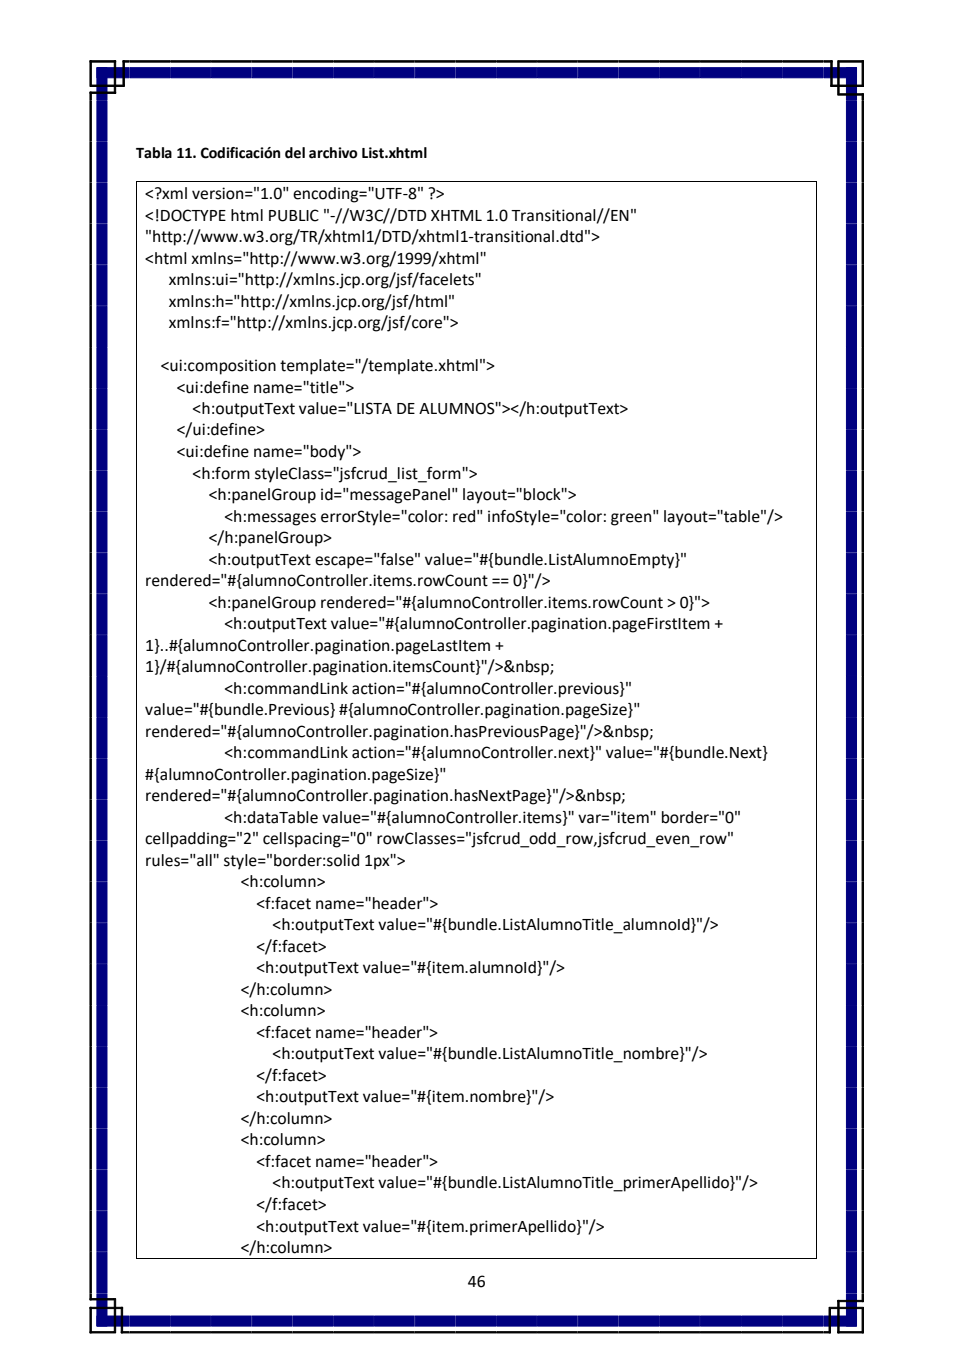 Tabla 11. Codificación del archivo List.xhtml
<?xml version="1.0" encoding="UTF-8" ?>
<!DOCTYPE html PUBLIC "-//W3C//DTD XHTML 1.0 Transitional//EN"
"http://www.w3.org/TR/xhtml1/DTD/xhtml1-transitional.dtd">
<html xmlns="http://www.w3.org/1999/xhtml"
xmlns:ui="http://xmlns.jcp.org/jsf/facelets"
xmlns:h="http://xmlns.jcp.org/jsf/html"
xmlns:f="http://xmlns.jcp.org/jsf/core">
<ui:composition template="/template.xhtml">
<ui:define name="title">
<h:outputText value="LISTA DE ALUMNOS"></h:outputText>
</ui:define>
<ui:define name="body">
<h:form styleClass="jsfcrud_list_form">
<h:panelGroup id="messagePanel" layout="block">
<h:messages errorStyle="color: red" infoStyle="color: green" layout="table"/>
</h:panelGroup>
<h:outputText escape="false" value="#{bundle.ListAlumnoEmpty}"
rendered="#{alumnoController.items.rowCount == 0}"/>
<h:panelGroup rendered="#{alumnoController.items.rowCount > 0}">
<h:outputText value="#{alumnoController.pagination.pageFirstItem +
1}..#{alumnoController.pagination.pageLastItem +
1}/#{alumnoController.pagination.itemsCount}"/>&nbsp;
<h:commandLink action="#{alumnoController.previous}"
value="#{bundle.Previous} #{alumnoController.pagination.pageSize}"
rendered="#{alumnoController.pagination.hasPreviousPage}"/>&nbsp;
<h:commandLink action="#{alumnoController.next}" value="#{bundle.Next}
#{alumnoController.pagination.pageSize}"
rendered="#{alumnoController.pagination.hasNextPage}"/>&nbsp;
<h:dataTable value="#{alumnoController.items}" var="item" border="0"
cellpadding="2" cellspacing="0" rowClasses="jsfcrud_odd_row,jsfcrud_even_row"
rules="all" style="border:solid 1px">
<h:column>
<f:facet name="header">
<h:outputText value="#{bundle.ListAlumnoTitle_alumnoId}"/>
</f:facet>
<h:outputText value="#{item.alumnoId}"/>
</h:column>
<h:column>
<f:facet name="header">
<h:outputText value="#{bundle.ListAlumnoTitle_nombre}"/>
</f:facet>
<h:outputText value="#{item.nombre}"/>
</h:column>
<h:column>
<f:facet name="header">
<h:outputText value="#{bundle.ListAlumnoTitle_primerApellido}"/>
</f:facet>
<h:outputText value="#{item.primerApellido}"/>
</h:column>
46